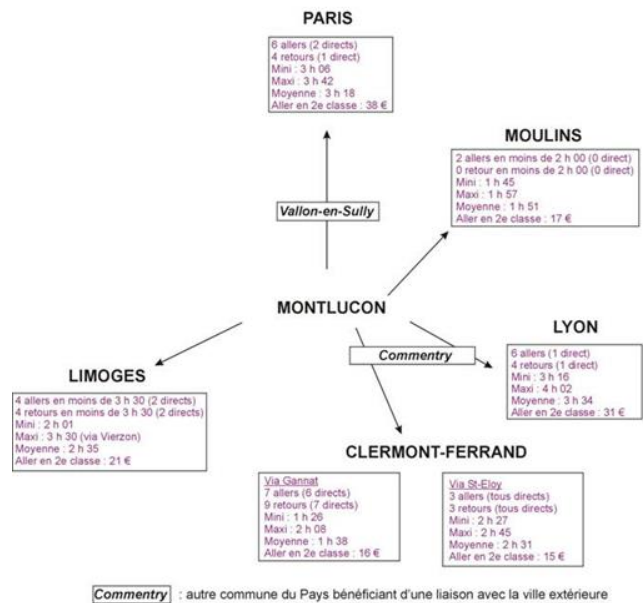 PARIS
6 allers (2 directs)
4 retours (1 direct)
Mini : 3 h 06
Maxi : 3 h 42
Moyenne : 3 h 18
Aller en 2e classe : 38 €
MOULINS
2 allers en moins de 2 h 00 (0 direct)
0 retour en moins de 2 h 00 (0 direct)
Mini : 1 h 45
Maxi : 1 h 57
Moyenne : 1 h 51
Aller en 2e classe : 17 €
Vallon-en-Sully
MONTLUCON
Commentry
LYON
6 allers (1 direct)
4 retours (1 direct)
Mini : 3 h 16
Maxi : 4 h 02
Moyenne : 3 h 34
Aller en 2e classe : 31 €
LIMOGES
4 allers en moins de 3 h 30 (2 directs)
4 retours en moins de 3 h 30 (2 directs)
Mini : 2 h 01
Maxi : 3 h 30 (via Vierzon)
Moyenne : 2 h 35
Aller en 2e classe : 21 €
CLERMONT-FERRAND
Via Gannat
7 allers (6 directs)
9 retours (7 directs)
Mini : 1 h 26
Maxi : 2 h 08
Moyenne : 1 h 38
Aller en 2e classe : 16 €
Via St-Eloy
3 allers (tous directs)
3 retours (tous directs)
Mini : 2 h 27
Maxi : 2 h 45
Moyenne : 2 h 31
Aller en 2e classe : 15 €
Commentry : autre commune du Pays bénéficiant d'une liaison avec la ville extérieure